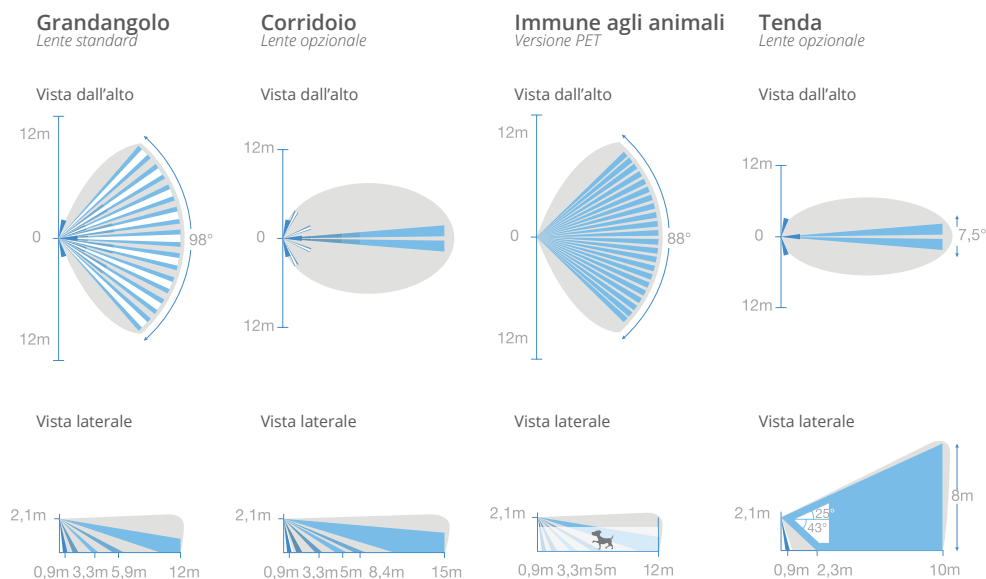 Grandangolo
Lente standard
Corridoio
Lente opzionale
Immune agli animali
Versione PET
Tenda
Lente opzionale
Vista dall'alto
Vista dall'alto
Vista dall'alto
Vista dall'alto
12m
0
12m
98°
12m
0
12m
12m
0
12m
88°
12m
0
12m
7,5°
Vista laterale
Vista laterale
Vista laterale
Vista laterale
2,1m
0,9m 3,3m 5,9m 12m
2,1m
0,9m 3,3m 5m 8,4m 15m
2,1m
0,9m 3,3m 5m 12m
2,1m
25°
43°
8m
0,9m 2,3m 10m